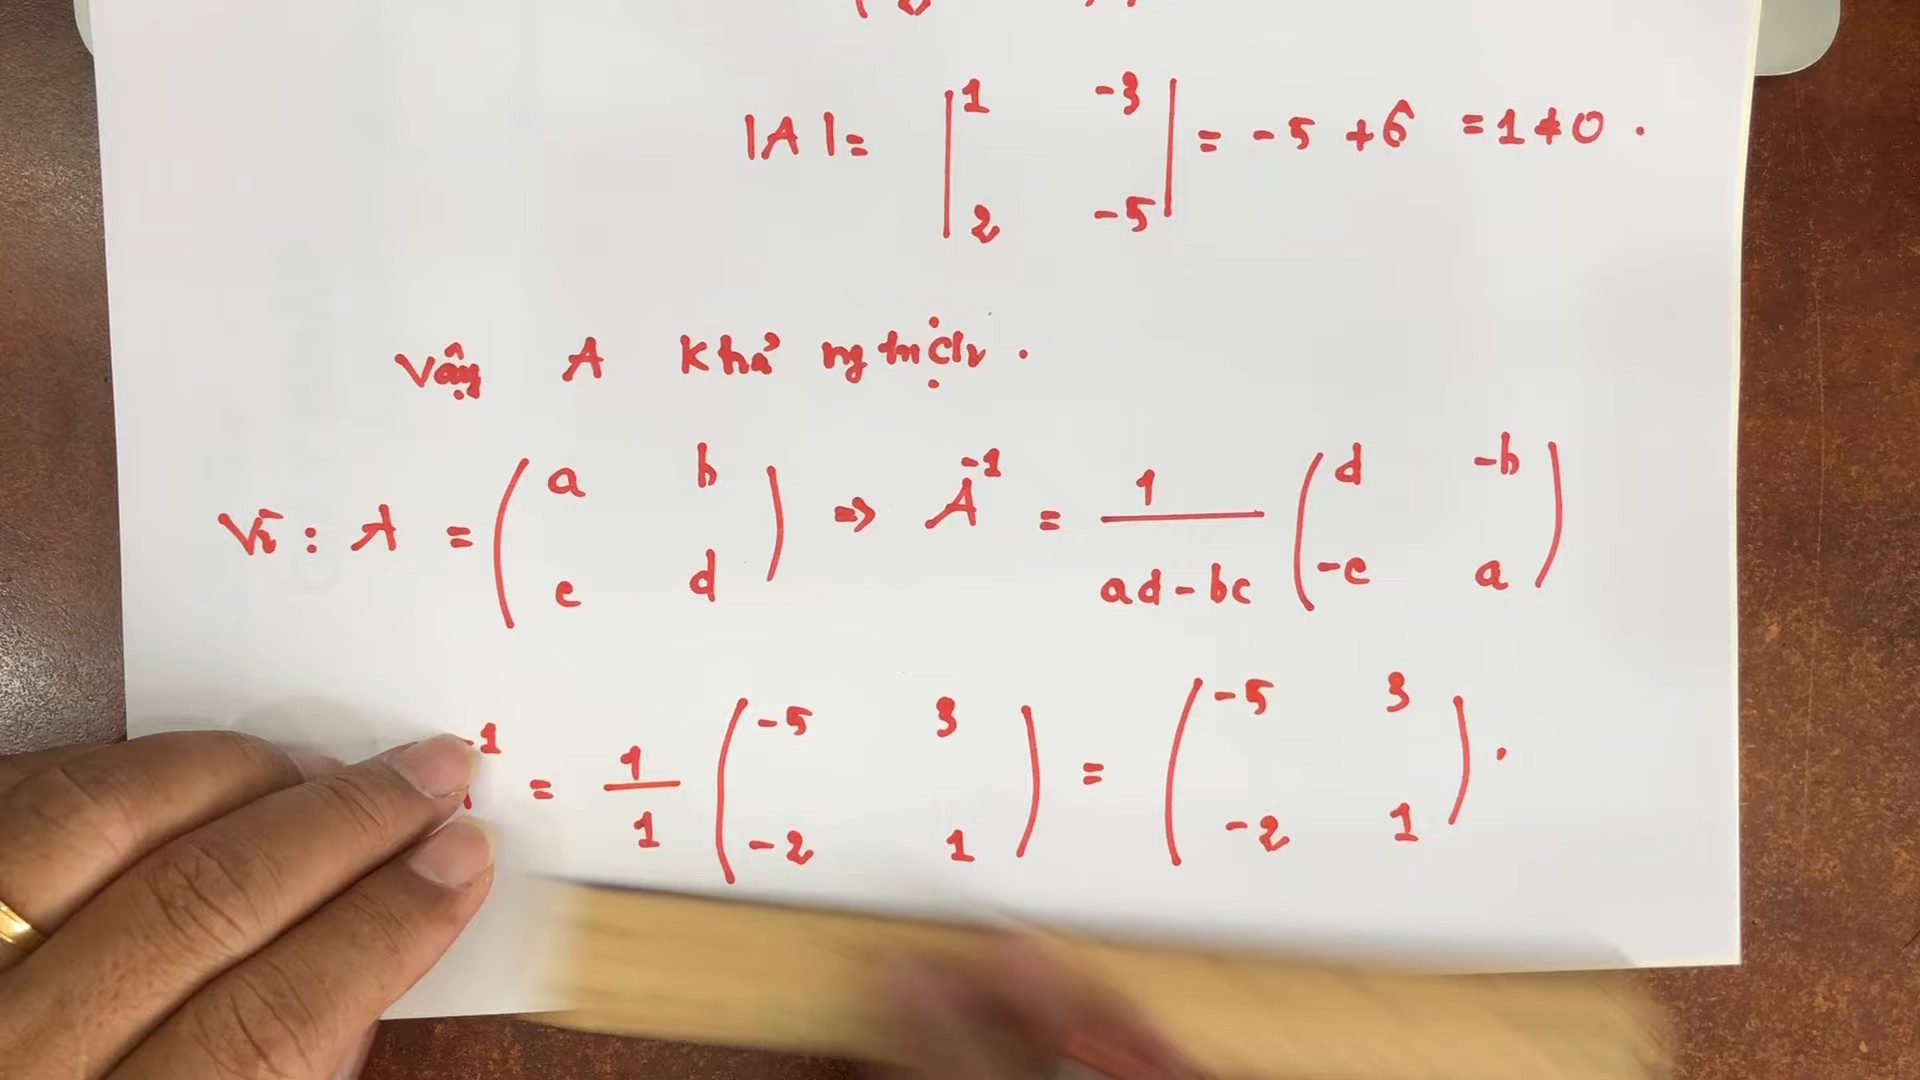 |A| = | 1 -3 ; 2 -5 | = -5 + 6 = 1 ≠ 0 .
Vậy A khả nghịch .
Vì : A = ( a b ; c d ) => A^-1 = 1 / (ad - bc) ( d -b ; -c a )
-1 = 1 / 1 ( -5 3 ; -2 1 ) = ( -5 3 ; -2 1 ) .